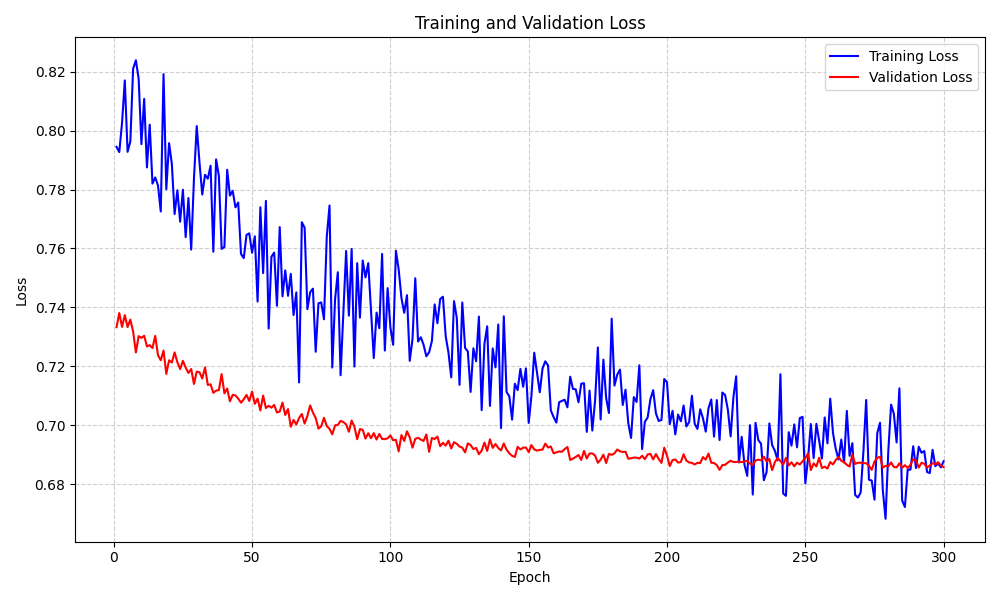 Training and Validation Loss
Training Loss
Validation Loss
Loss
0.82
0.80
0.78
0.76
0.74
0.72
0.70
0.68
0 50 100 150 200 250 300
Epoch